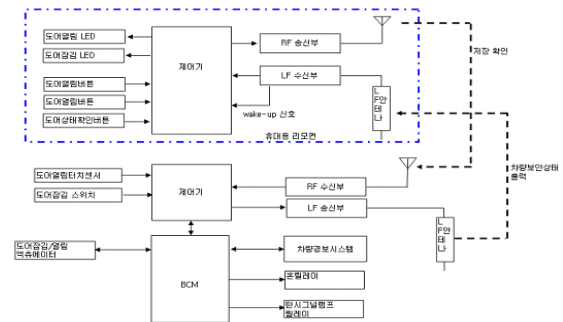 도어열림 LED
도어잠김 LED
도어열림버튼
도어열림버튼
도어상태확인버튼
제어기
RF 송신부
LF 수신부
wake-up 신호
LF안테나
휴대용 리모컨
저장 확인
차량보안상태
출력
도어열림터치센서
도어잠김 스위치
제어기
RF 수신부
LF 송신부
LF안테나
도어잠김/열림
액츄에이터
BCM
차량경보시스템
혼릴레이
턴시그널램프
릴레이